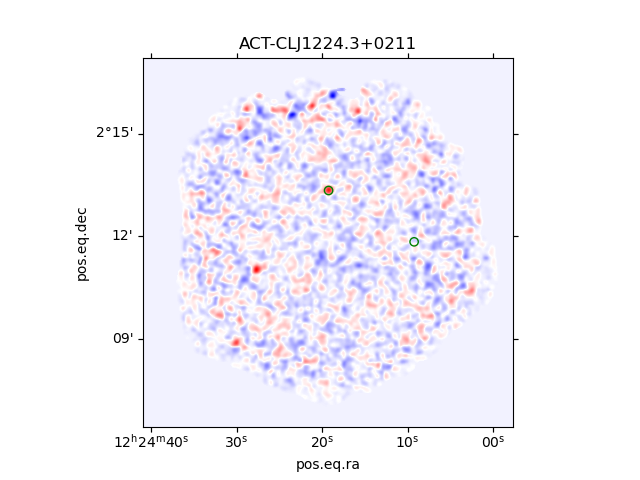 ACT-CLJ1224.3+0211
2°15'
12'
09'
pos.eq.dec
12ʰ24ᵐ40ˢ 30ˢ 20ˢ 10ˢ 00ˢ
pos.eq.ra